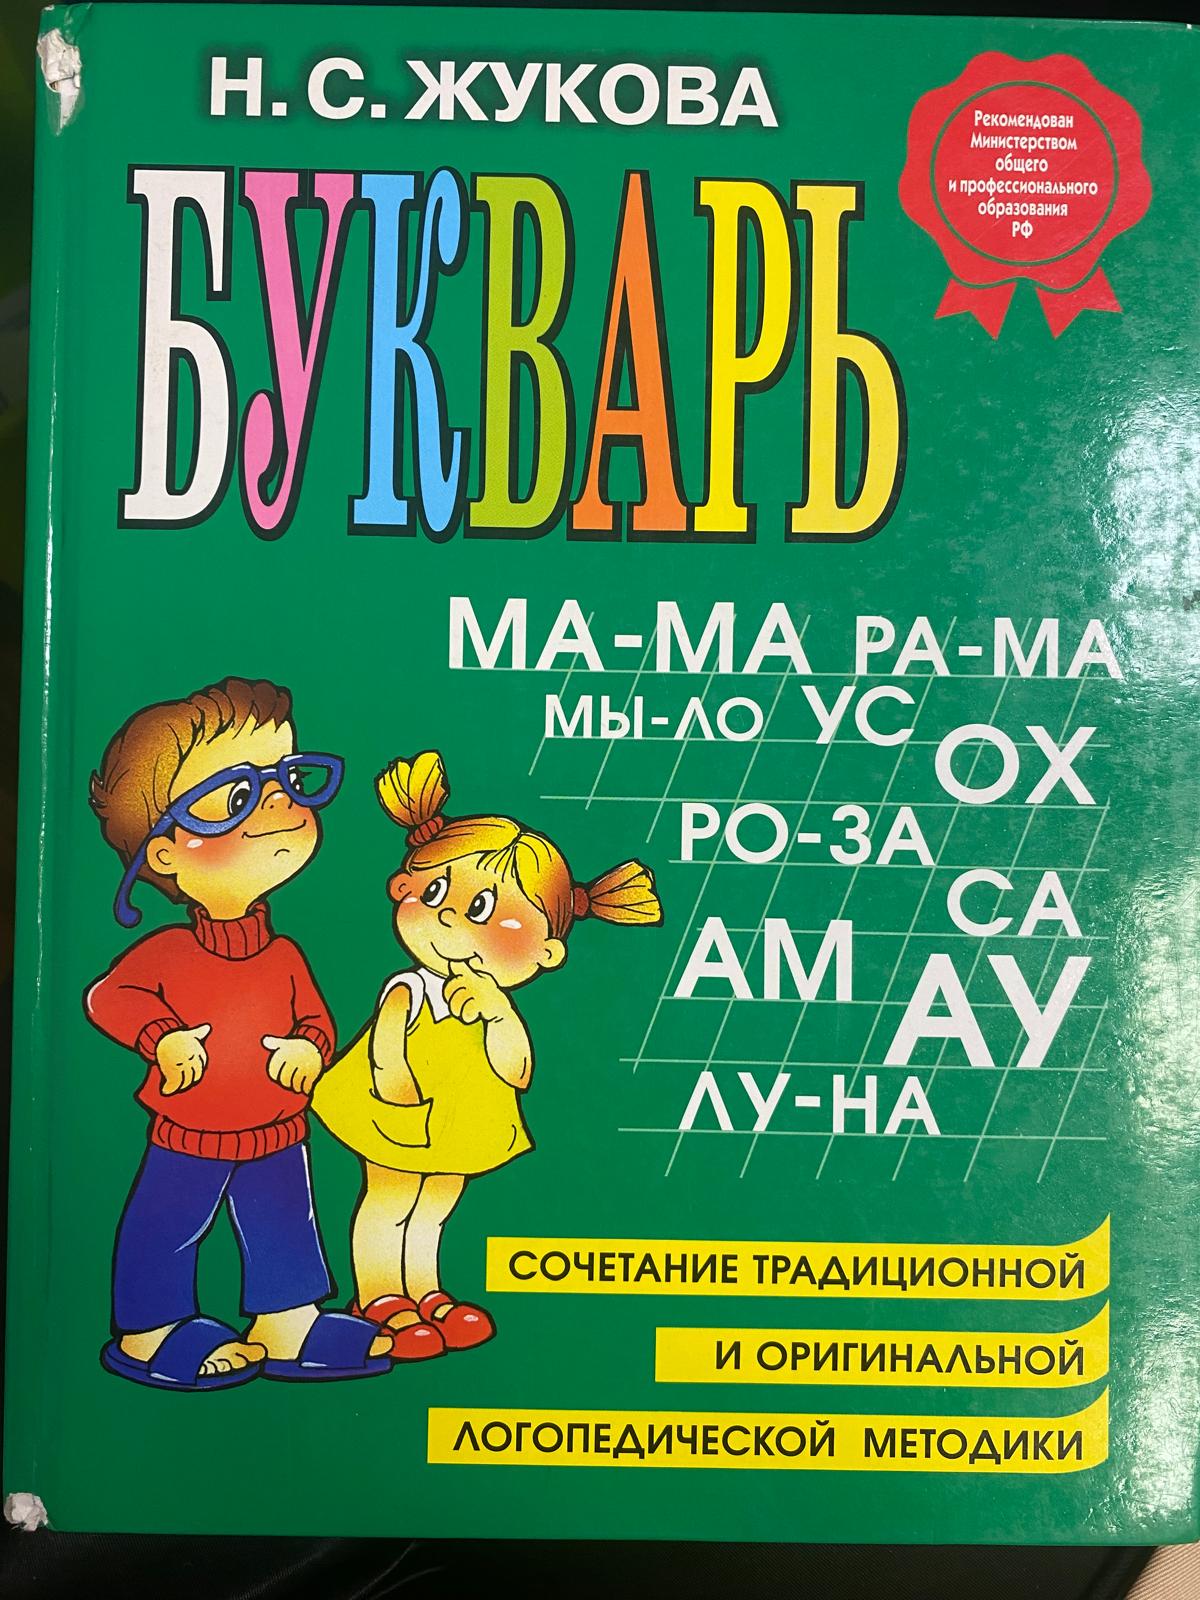 Н. С. ЖУКОВА
Рекомендован
Министерством
общего
и профессионального
образования
РФ
БУКВАРЬ
МА-МА РА-МА
МЫ-ЛО УС
ОХ
РО-ЗА
СА
АМ
АУ
ЛУ-НА
СОЧЕТАНИЕ ТРАДИЦИОННОЙ
И ОРИГИНАЛЬНОЙ
ЛОГОПЕДИЧЕСКОЙ МЕТОДИКИ